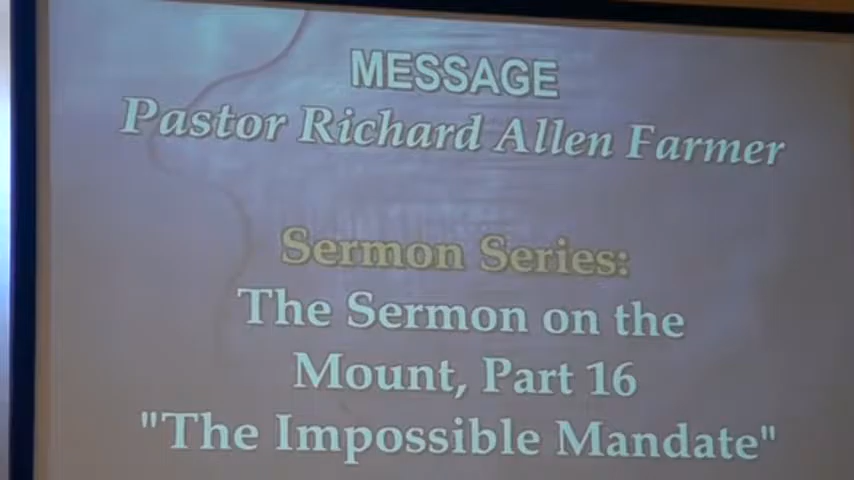 MESSAGE
Pastor Richard Allen Farmer
Sermon Series:
The Sermon on the
Mount, Part 16
"The Impossible Mandate"